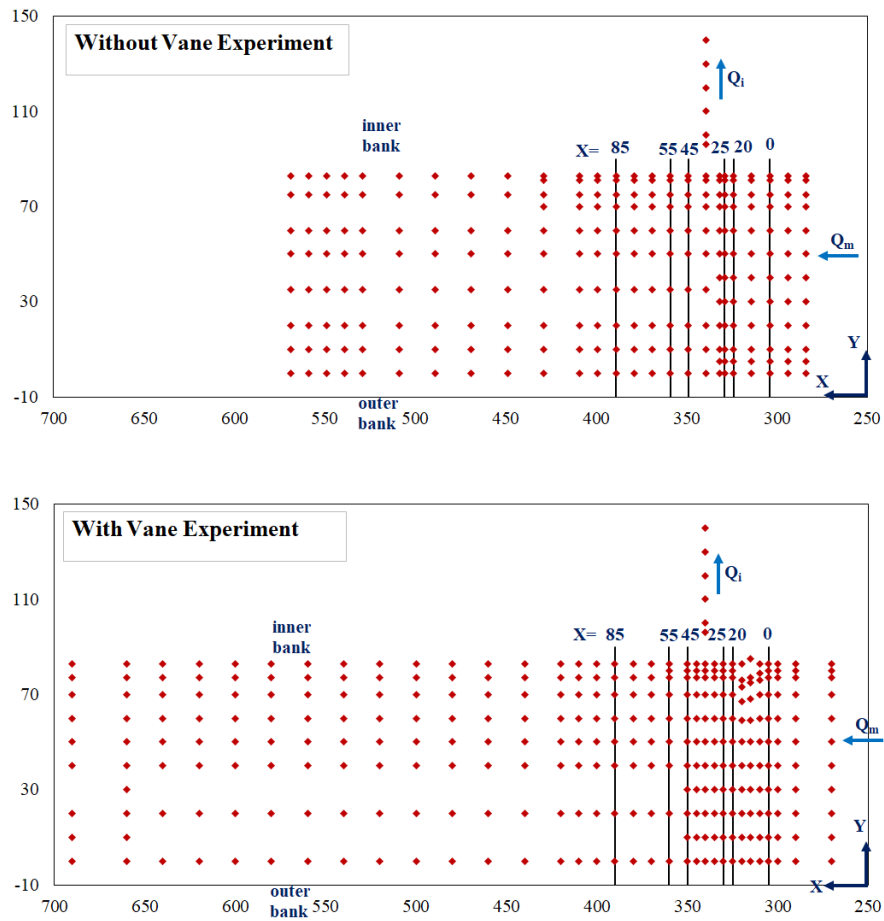 150
Without Vane Experiment
Qi
110
inner
bank
X= 85 55 45 25 20 0
70
Qm
30
Y
X
-10
outer
bank
700 650 600 550 500 450 400 350 300 250
150
With Vane Experiment
Qi
110
inner
bank
X= 85 55 45 25 20 0
70
Qm
30
Y
X
-10
outer
bank
700 650 600 550 500 450 400 350 300 250